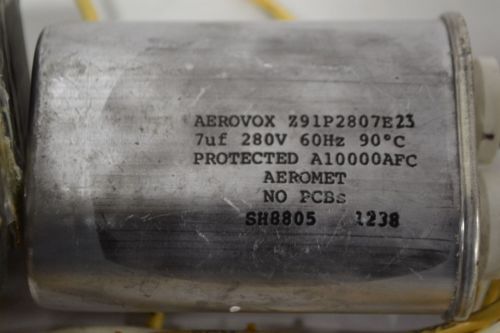 AEROVOX Z91P2807E23
7uf 280V 60Hz 90°C
PROTECTED A10000AFC
AEROMET
NO PCBs
SH8805 1238